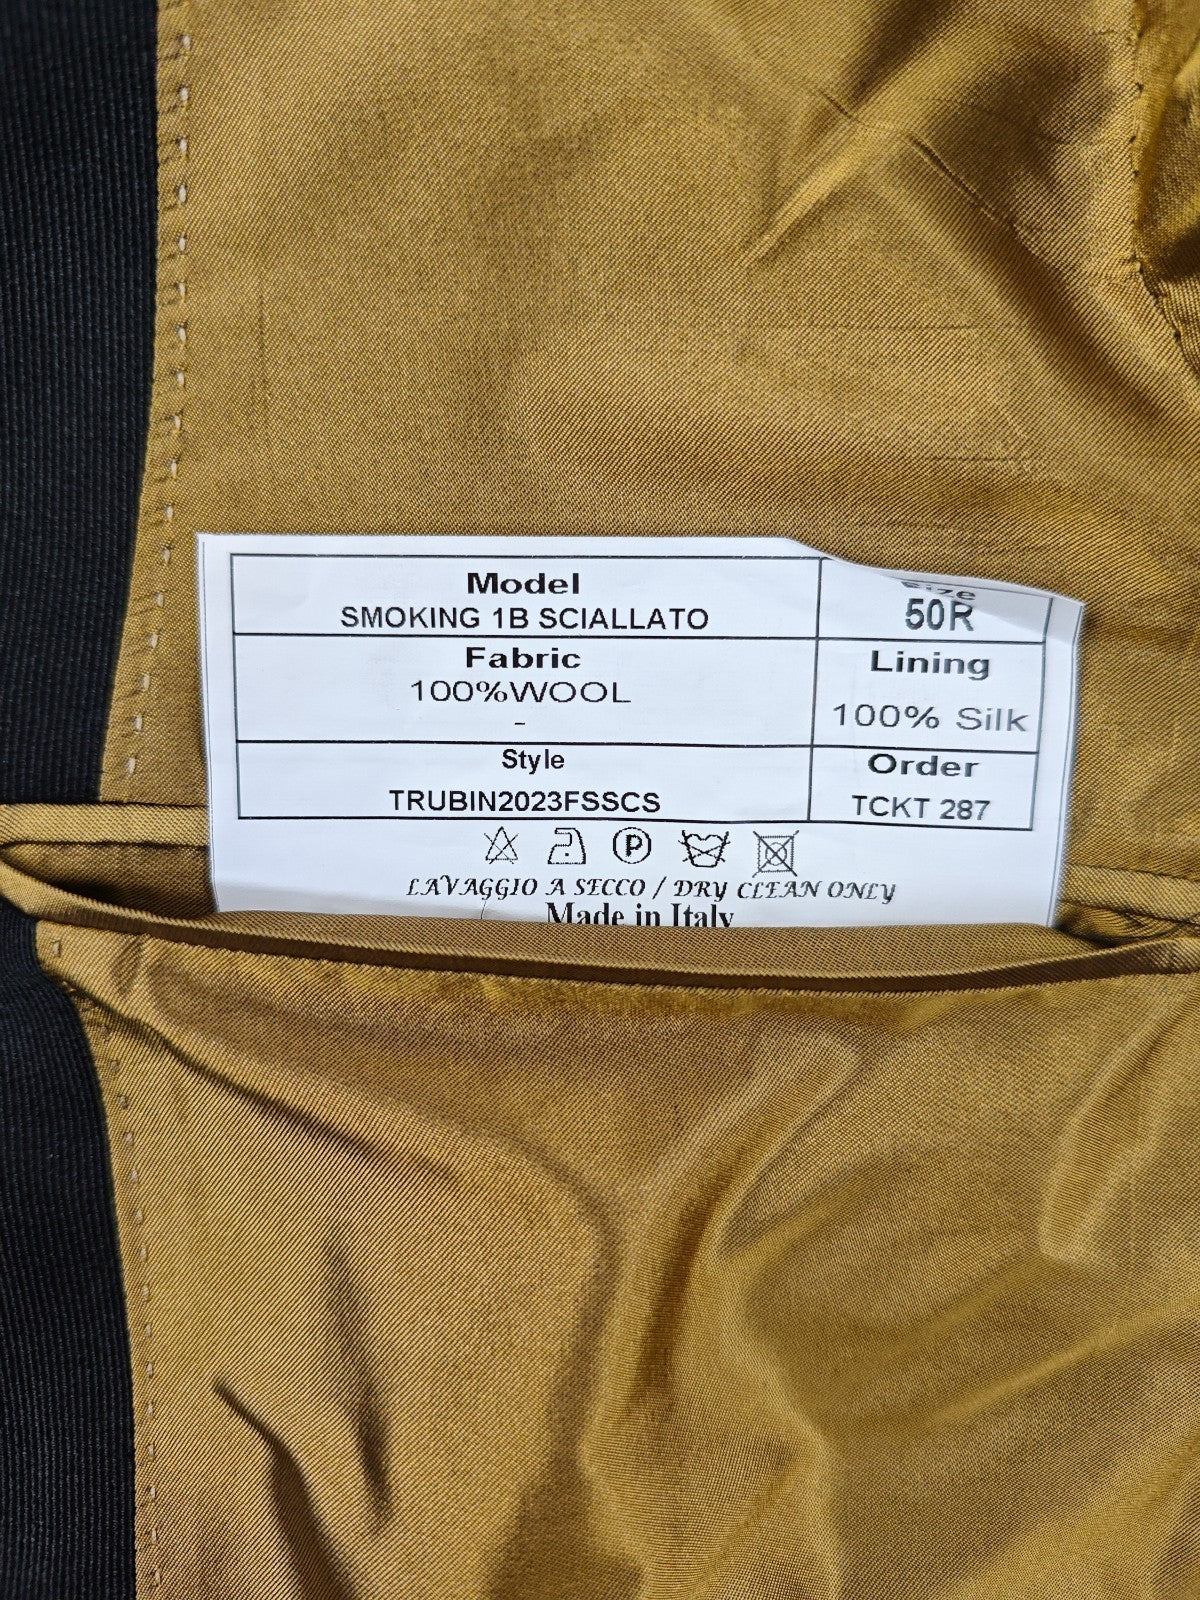 Model
SMOKING 1B SCIALLATO
Size
50R
Fabric
100%WOOL
-
Lining
100% Silk
Style
TRUBIN2023FSSCS
Order
TCKT 287
P
LAVAGGIO A SECCO / DRY CLEAN ONLY
Made in Italy